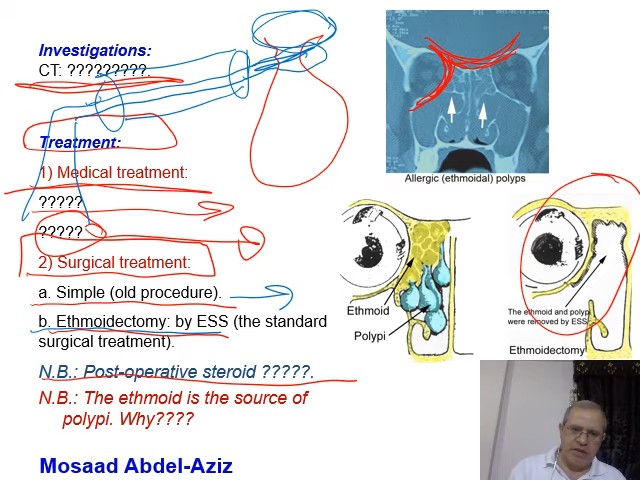 Investigations:
CT: ?????????.
Treatment:
1) Medical treatment:
?????
?????
2) Surgical treatment:
a. Simple (old procedure).
b. Ethmoidectomy: by ESS (the standard
surgical treatment).
N.B.: Post-operative steroid ?????.
N.B.: The ethmoid is the source of
polypi. Why????
Mosaad Abdel-Aziz
Allergic (ethmoidal) polyps
Ethmoid
Polypi
The ethmoid and polypi
were removed by ESS
Ethmoidectomy